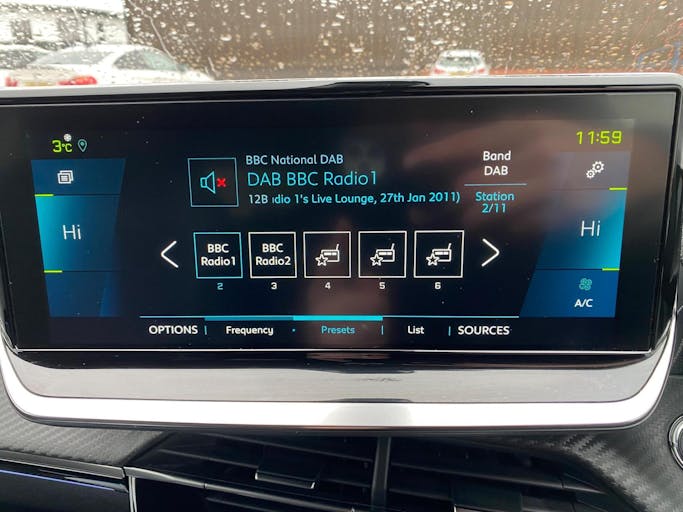 3°C
11:59
BBC National DAB
DAB BBC Radio1
12B dio 1's Live Lounge, 27th Jan 2011)
Band
DAB
Station
2/11
Hi
Hi
BBC
Radio1
BBC
Radio2
2
3
4
5
6
A/C
OPTIONS
Frequency
Presets
List
SOURCES